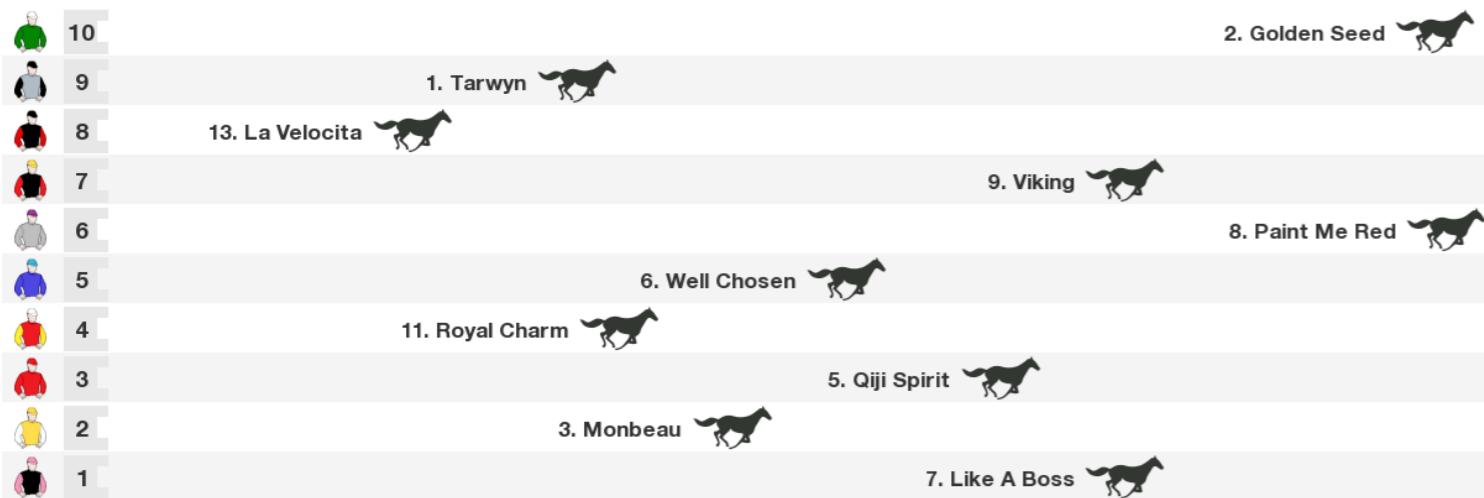 10 2. Golden Seed
9 1. Tarwyn
8 13. La Velocita
7 9. Viking
6 8. Paint Me Red
5 6. Well Chosen
4 11. Royal Charm
3 5. Qiji Spirit
2 3. Monbeau
1 7. Like A Boss